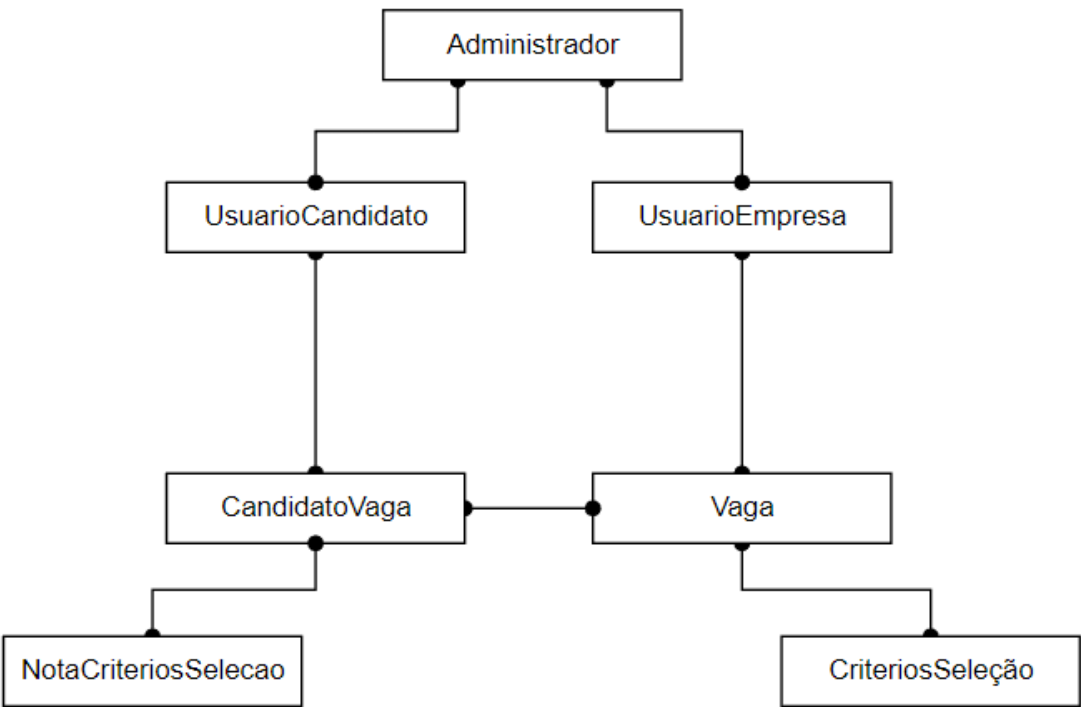 Administrador
UsuarioCandidato
UsuarioEmpresa
CandidatoVaga
Vaga
NotaCriteriosSelecao
CriteriosSeleção